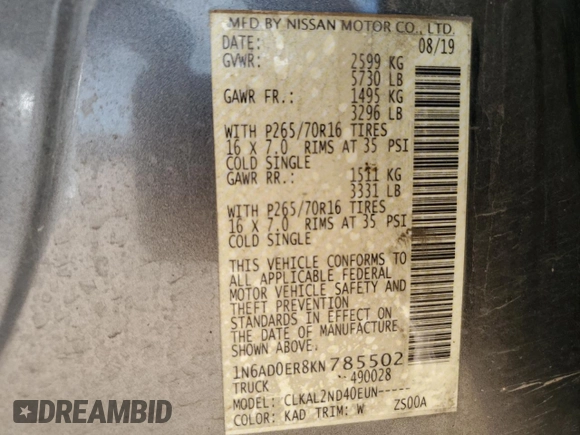 MFD BY NISSAN MOTOR CO., LTD.
DATE: 08/19
GVWR: 2599 KG
5730 LB
GAWR FR.: 1495 KG
3296 LB
WITH P265/70R16 TIRES
16 X 7.0 RIMS AT 35 PSI
COLD SINGLE
GAWR RR.: 1511 KG
3331 LB
WITH P265/70R16 TIRES
16 X 7.0 RIMS AT 35 PSI
COLD SINGLE
THIS VEHICLE CONFORMS TO
ALL APPLICABLE FEDERAL
MOTOR VEHICLE SAFETY AND
THEFT PREVENTION
STANDARDS IN EFFECT ON
THE DATE OF MANUFACTURE
SHOWN ABOVE.
1N6AD0ER8KN785502
TRUCK 490028
MODEL: CLKAL2ND40EUN-----
COLOR: KAD TRIM: W ZS00A
DEALERSHIP
DIRECT AUTO